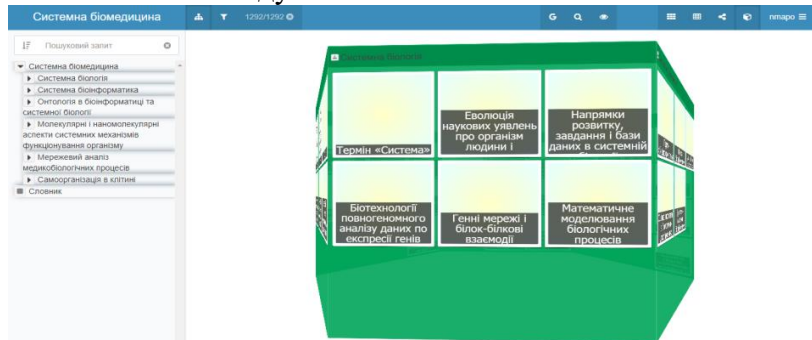 Системна біомедицина
1292/1292
G
nmapo
Пошуковий запит
Системна біомедицина
Системна біологія
Системна біоінформатика
Онтологія в біоінформатиці та
системної біології
Молекулярні і наномолекулярні
аспекти системних механізмів
функціонування організму
Мережевий аналіз
медикобіологічних процесів
Самоорганізація в клітині
Словник
Системна біологія
Термін «Система»
Еволюція
наукових уявлень
про організм
людини і
Напрямки
розвитку,
завдання і бази
даних в системній
Біотехнології
повногеномного
аналізу даних по
експресії генів
Генні мережі і
білок-білкові
взаємодії
Математичне
моделювання
біологічних
процесів